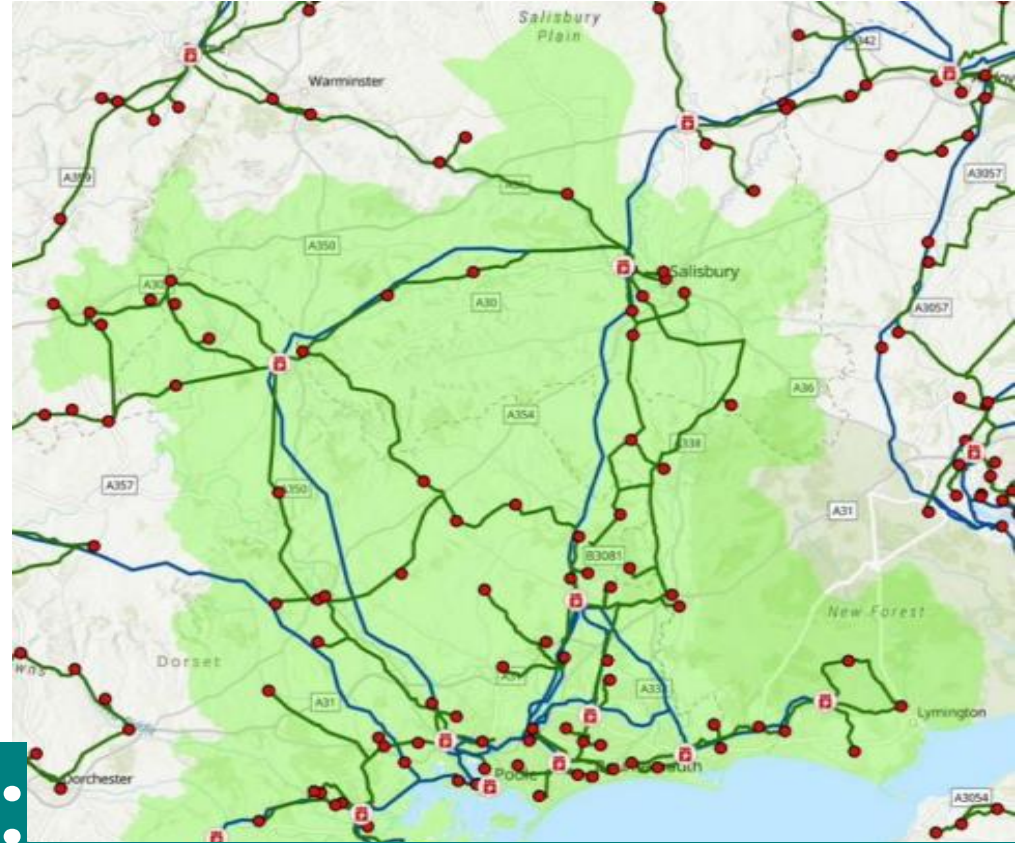 Salisbury
Plain
A342
Warminster
A359
A3057
A350
A30
Salisbury
A30
A3057
A36
A354
A338
A357
A350
A31
B3081
New Forest
Dorset
A31
Lymington
Poole
Dorchester
A3054